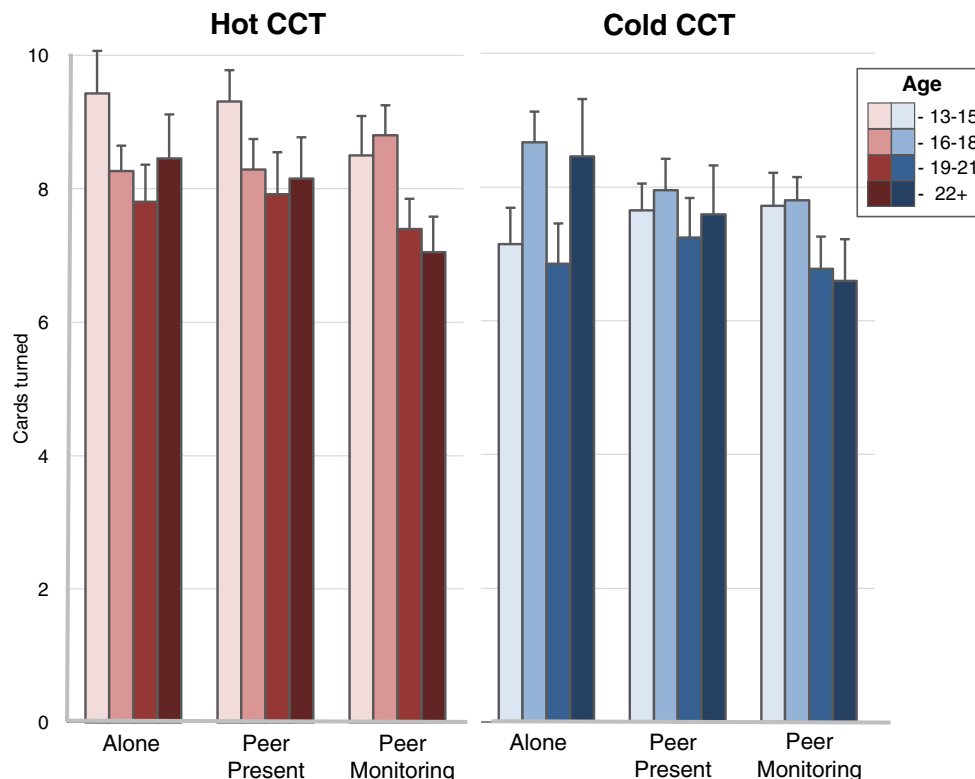 Hot CCT
Cold CCT
Age
- 13-15
- 16-18
- 19-21
- 22+
Cards turned
10
8
6
4
2
0
Alone
Peer
Present
Peer
Monitoring
Alone
Peer
Present
Peer
Monitoring